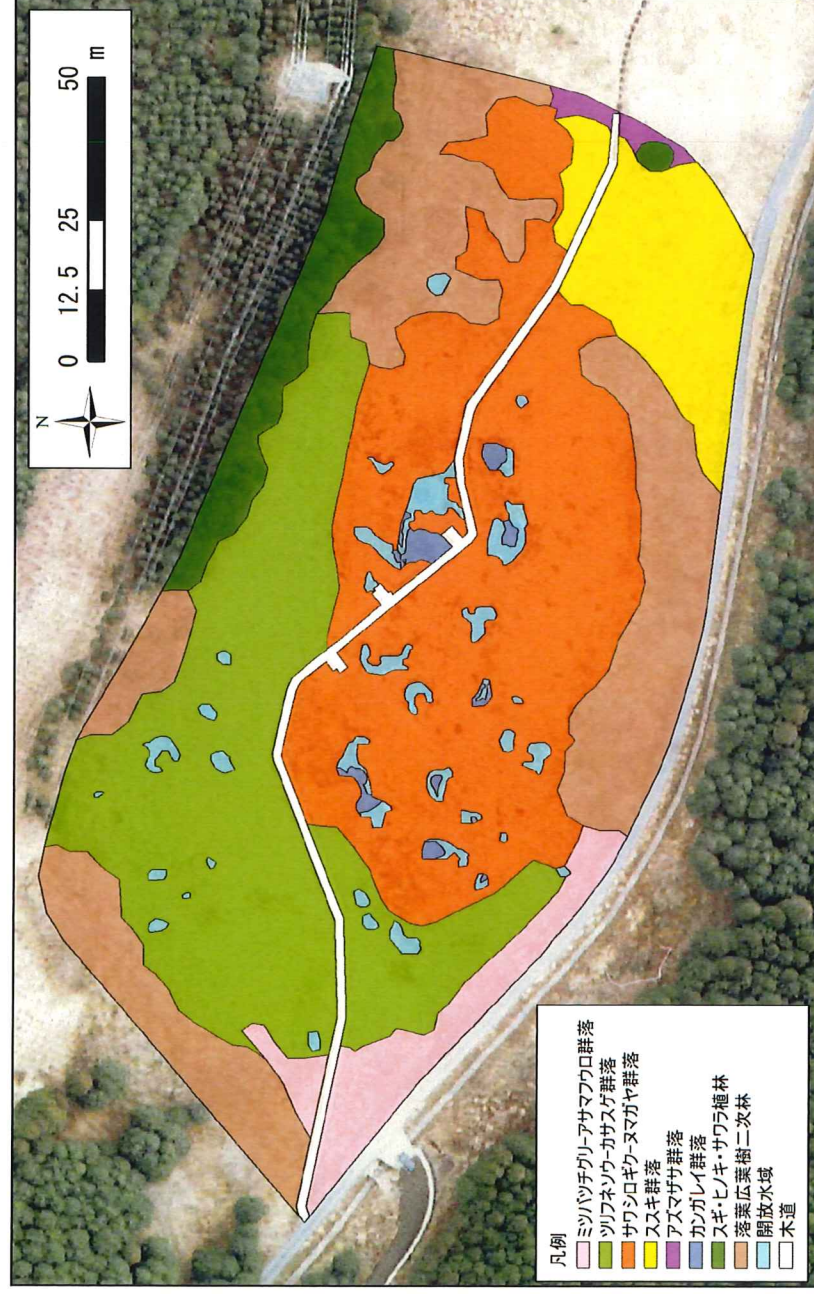 N
0 12.5 25 50 m
凡例
ミツバツチグリーアサマフウロ群落
ツリフネソウーカサスゲ群落
サワシロギクーヌマガヤ群落
ススキ群落
アズマザサ群落
カンガレイ群落
スギ・ヒノキ・サワラ植林
落葉広葉樹二次林
開放水域
木道